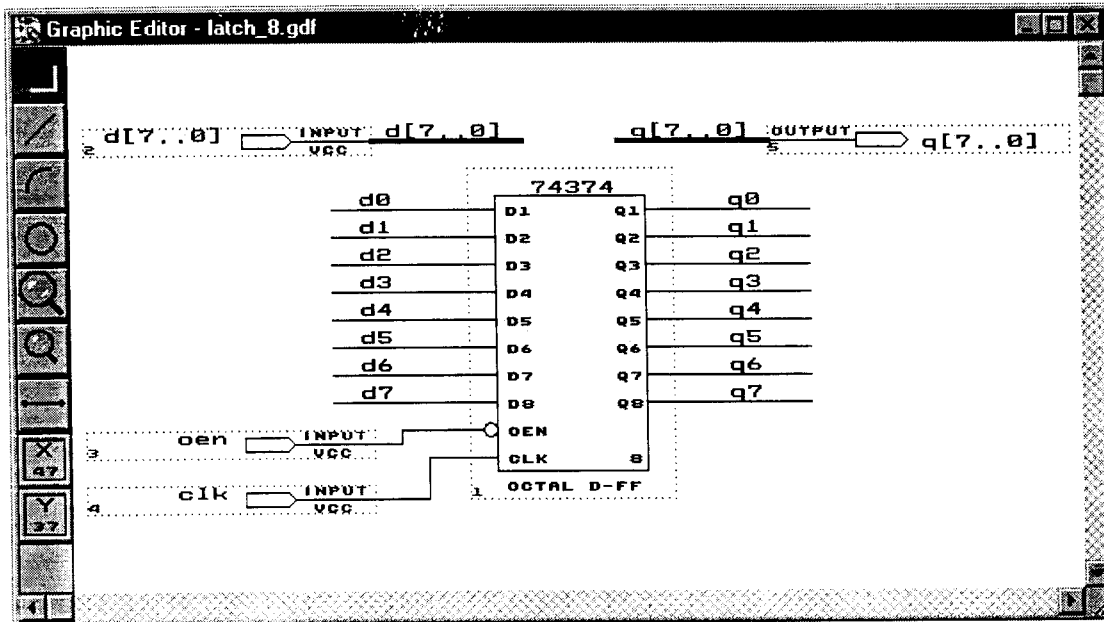 Graphic Editor - latch_8.gdf
d[7..0] INPUT VCC d[7..0] q[7..0] OUTPUT q[7..0]
2 5
74374
d0 D1 Q1 q0
d1 D2 Q2 q1
d2 D3 Q3 q2
d3 D4 Q4 q3
d4 D5 Q5 q4
d5 D6 Q6 q5
d6 D7 Q7 q6
d7 D8 Q8 q7
oen INPUT VCC OEN
3
clk INPUT VCC CLK 8
4
1 OCTAL D-FF
X
47
Y
37